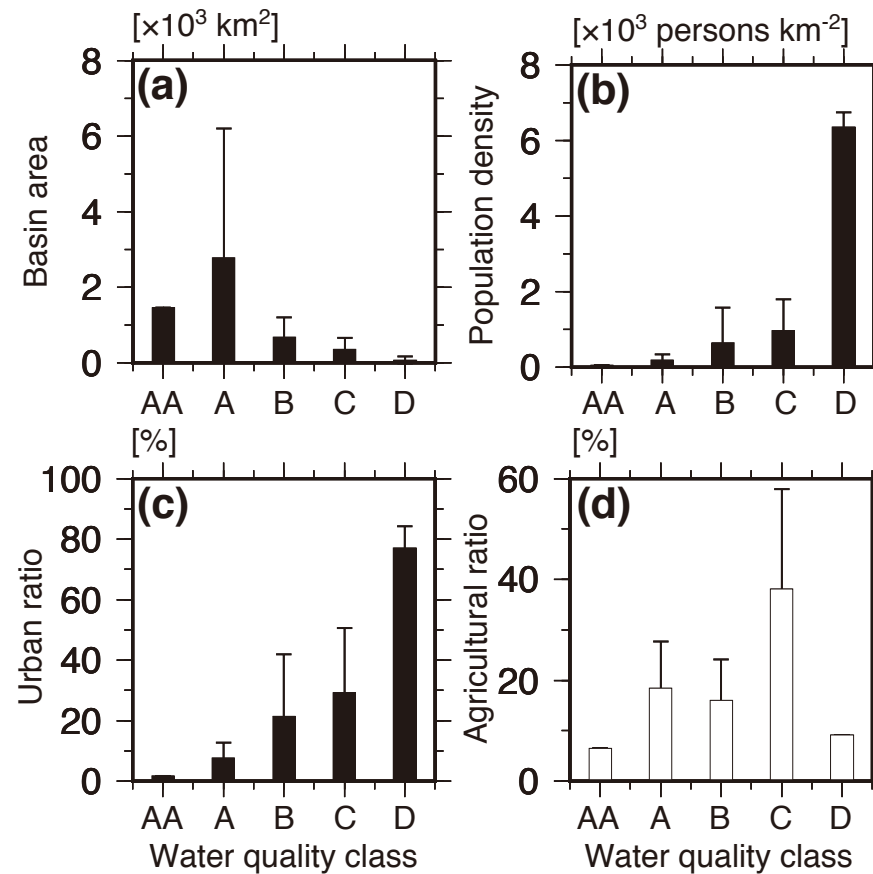 [×10³ km²]
(a)
Basin area
8
6
4
2
0
AA A B C D
[×10³ persons km⁻²]
(b)
Population density
8
6
4
2
0
AA A B C D
[%]
(c)
Urban ratio
100
80
60
40
20
0
AA A B C D
Water quality class
[%]
(d)
Agricultural ratio
60
40
20
0
AA A B C D
Water quality class